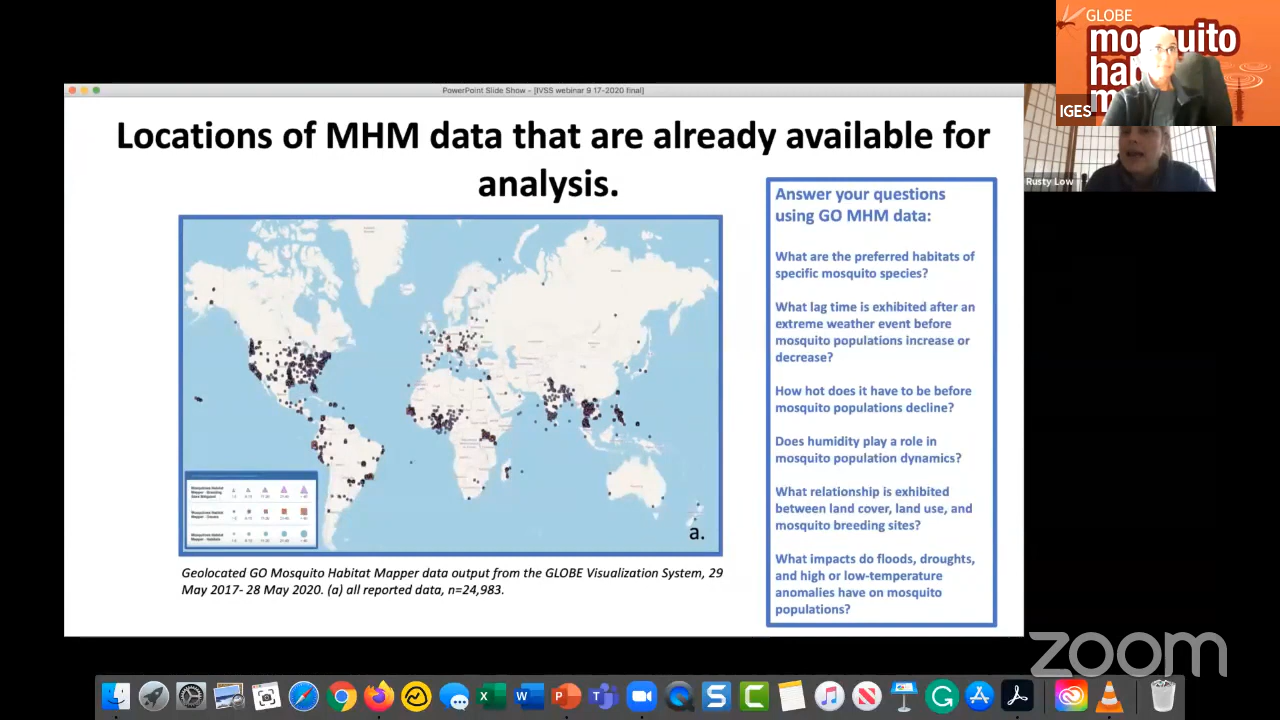 PowerPoint Slide Show - [IVSS webinar 9 17-2020 final]
GLOBE
mosquito
IGES
Rusty Low
Locations of MHM data that are already available for
analysis.
a.
Geolocated GO Mosquito Habitat Mapper data output from the GLOBE Visualization System, 29
May 2017- 28 May 2020. (a) all reported data, n=24,983.
Answer your questions
using GO MHM data:
What are the preferred habitats of
specific mosquito species?
What lag time is exhibited after an
extreme weather event before
mosquito populations increase or
decrease?
How hot does it have to be before
mosquito populations decline?
Does humidity play a role in
mosquito population dynamics?
What relationship is exhibited
between land cover, land use, and
mosquito breeding sites?
What impacts do floods, droughts,
and high or low-temperature
anomalies have on mosquito
populations?
zoom